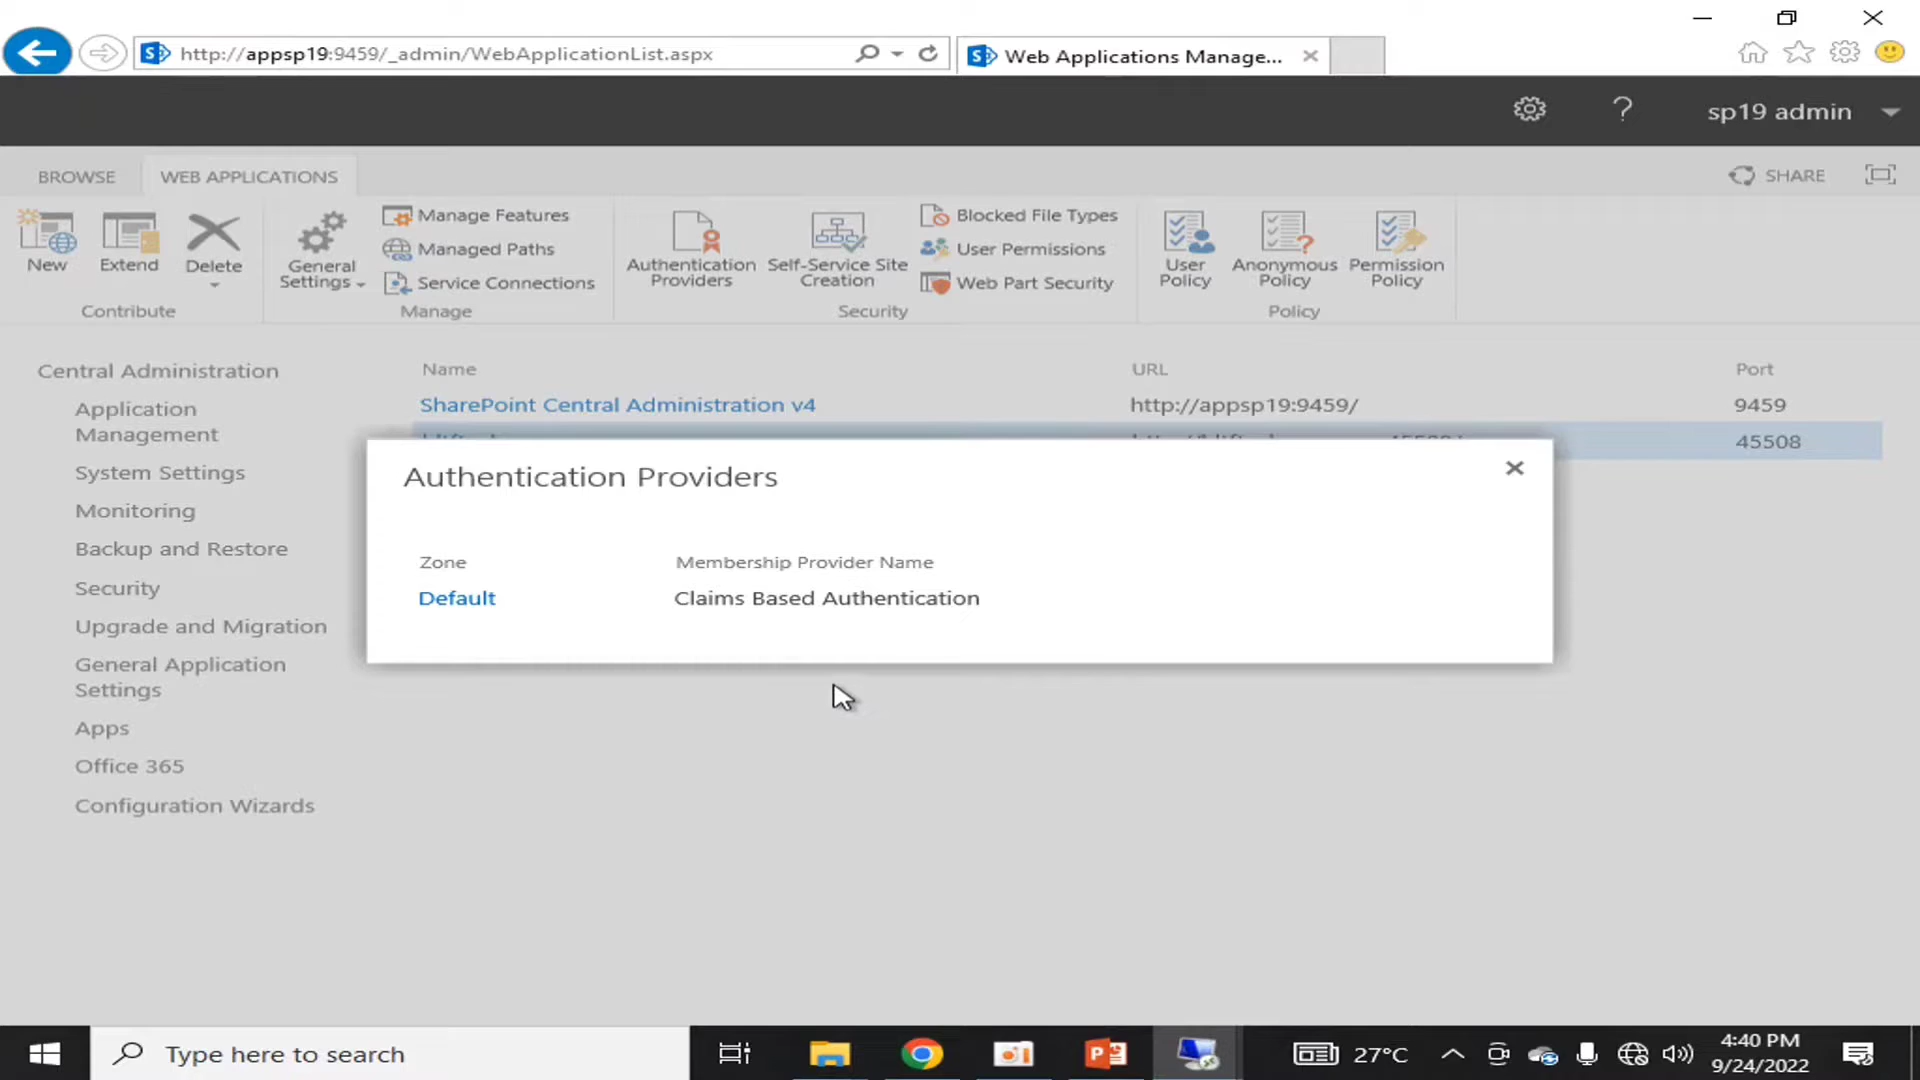 http://appsp19:9459/_admin/WebApplicationList.aspx
Web Applications Manage...
sp19 admin
BROWSE
WEB APPLICATIONS
SHARE
New
Extend
Delete
Contribute
General Settings
Manage Features
Managed Paths
Service Connections
Manage
Authentication Providers
Self-Service Site Creation
Blocked File Types
User Permissions
Web Part Security
Security
User Policy
Anonymous Policy
Permission Policy
Policy
Central Administration
Application
Management
System Settings
Monitoring
Backup and Restore
Security
Upgrade and Migration
General Application
Settings
Apps
Office 365
Configuration Wizards
Name URL Port
SharePoint Central Administration v4 http://appsp19:9459/ 9459
45508
Authentication Providers
Zone Membership Provider Name
Default Claims Based Authentication
Type here to search
27°C
4:40 PM
9/24/2022